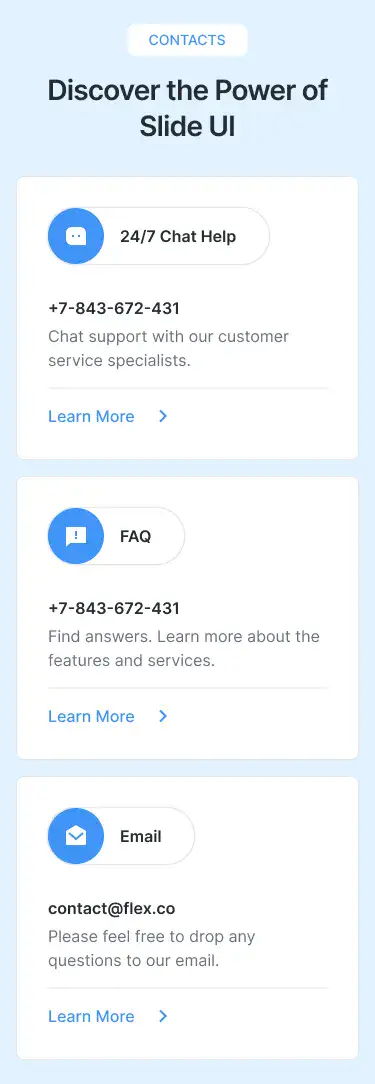 CONTACTS
Discover the Power of
Slide UI
24/7 Chat Help
+7-843-672-431
Chat support with our customer
service specialists.
Learn More
FAQ
+7-843-672-431
Find answers. Learn more about the
features and services.
Learn More
Email
contact@flex.co
Please feel free to drop any
questions to our email.
Learn More